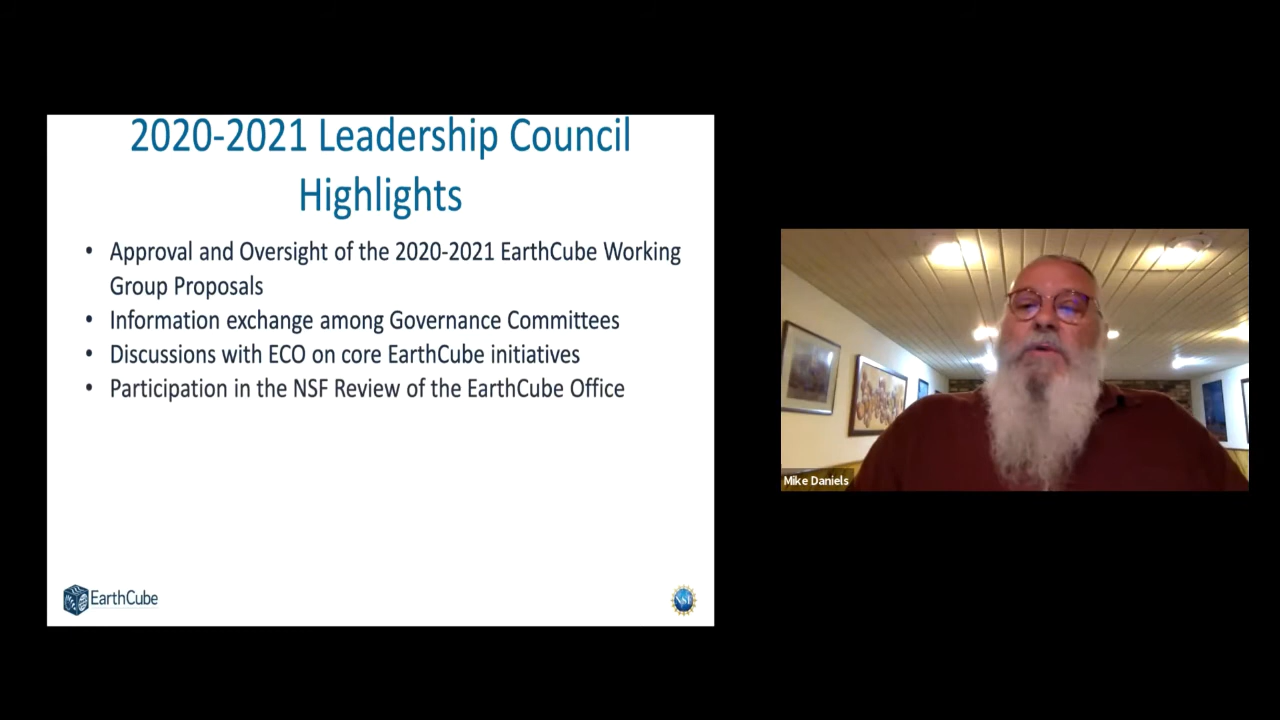 2020-2021 Leadership Council
Highlights
• Approval and Oversight of the 2020-2021 EarthCube Working
Group Proposals
• Information exchange among Governance Committees
• Discussions with ECO on core EarthCube initiatives
• Participation in the NSF Review of the EarthCube Office
EarthCube
NSF
Mike Daniels